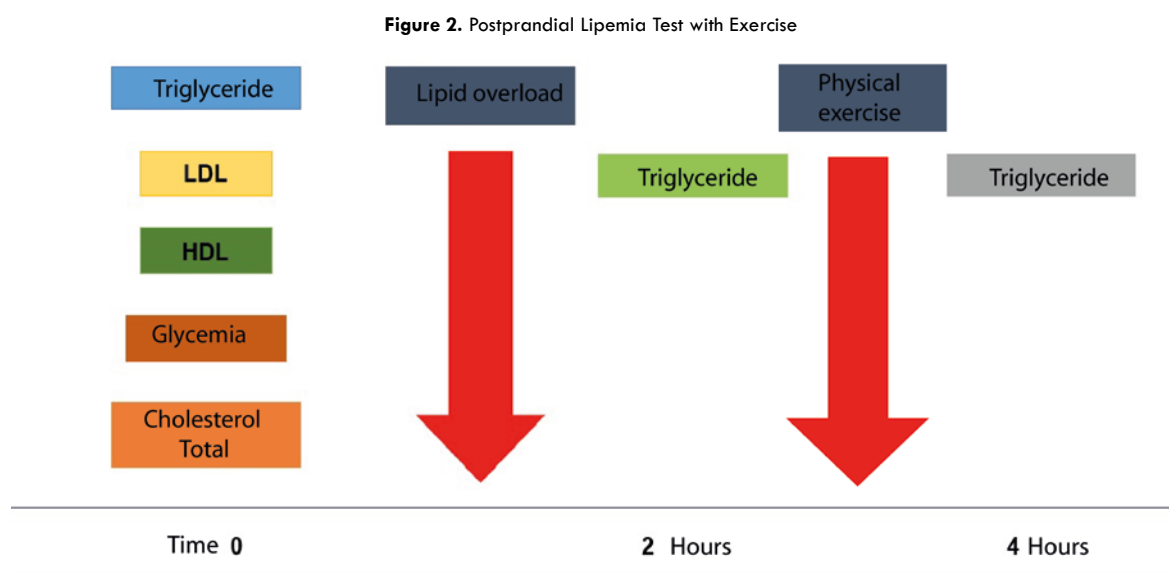 Figure 2. Postprandial Lipemia Test with Exercise
Triglyceride
LDL
HDL
Glycemia
Cholesterol
Total
Lipid overload
Triglyceride
Physical
exercise
Triglyceride
Time 0
2 Hours
4 Hours